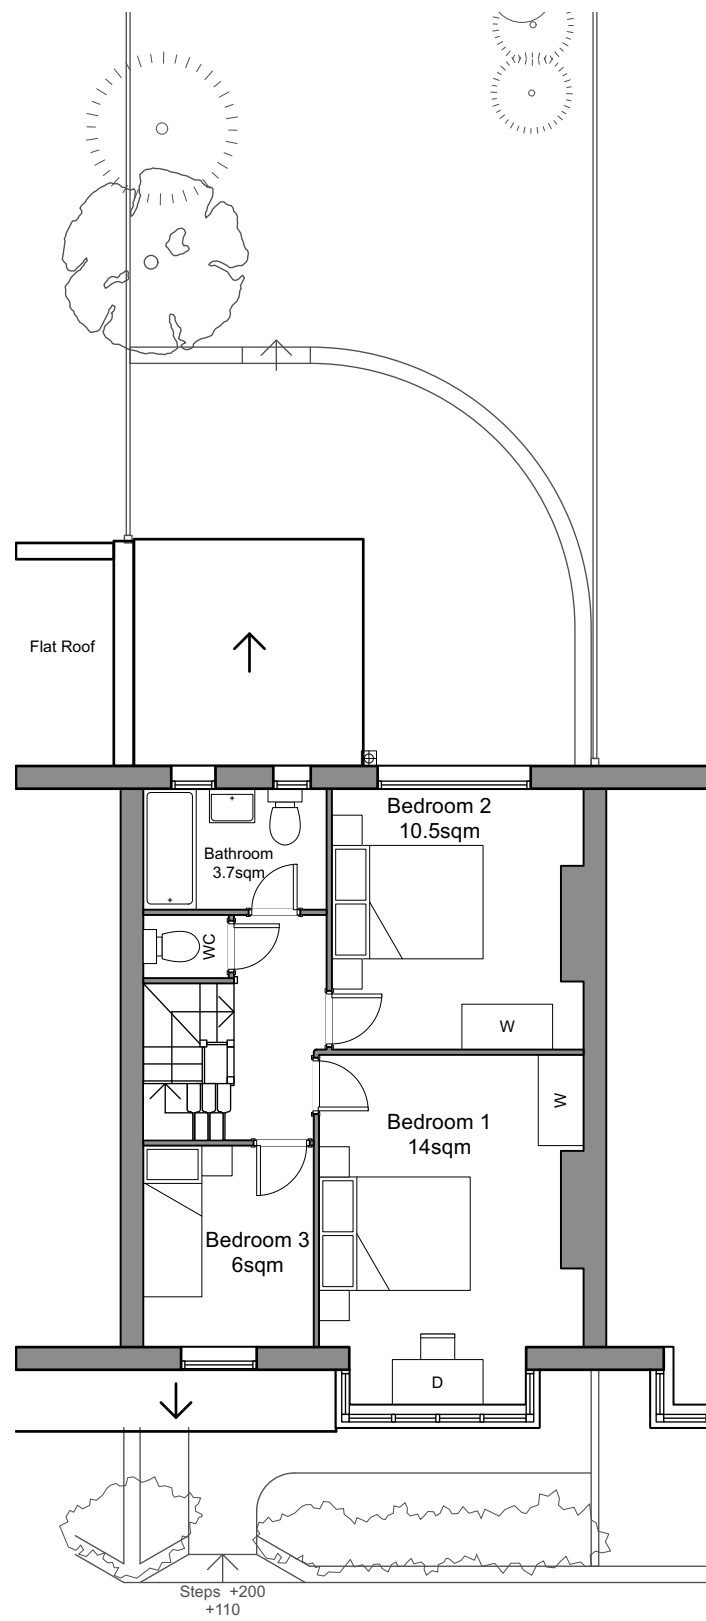 Flat Roof
Bedroom 2
10.5sqm
Bathroom
3.7sqm
WC
W
W
Bedroom 1
14sqm
Bedroom 3
6sqm
D
Steps +200
+110